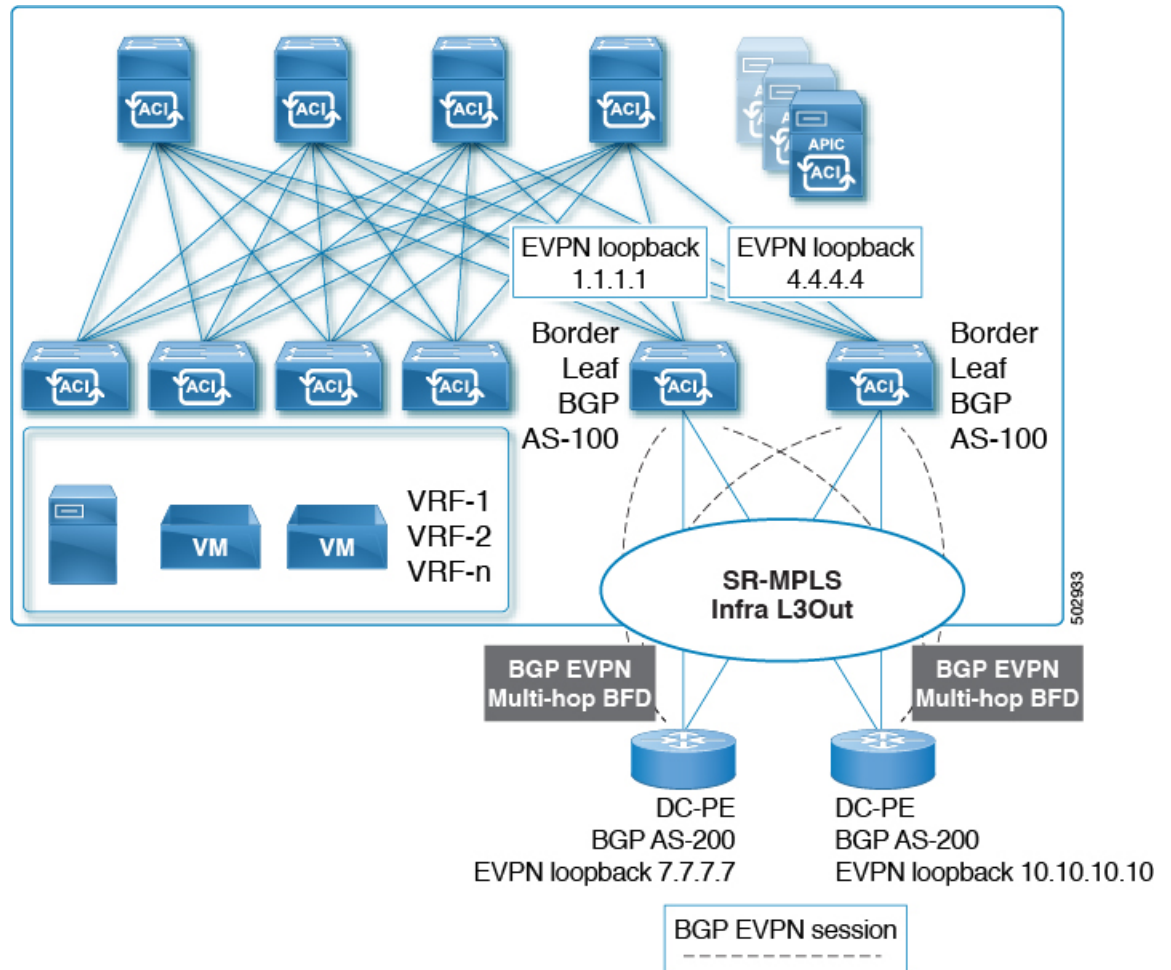 ACI
ACI
ACI
ACI
APIC
ACI
EVPN loopback
1.1.1.1
EVPN loopback
4.4.4.4
ACI
ACI
ACI
ACI
Border
Leaf
BGP
AS-100
ACI
ACI
Border
Leaf
BGP
AS-100
VM
VM
VRF-1
VRF-2
VRF-n
SR-MPLS
Infra L3Out
502933
BGP EVPN
Multi-hop BFD
BGP EVPN
Multi-hop BFD
DC-PE
BGP AS-200
EVPN loopback 7.7.7.7
DC-PE
BGP AS-200
EVPN loopback 10.10.10.10
BGP EVPN session